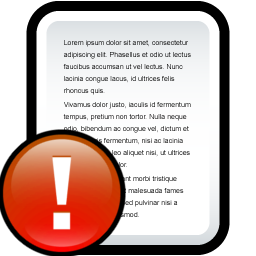 Lorem ipsum dolor sit amet, consectetur
adipiscing elit. Phasellus et odio ut lectus
faucibus accumsan ut vel lectus. Nunc
lacinia congue lacus, id ultrices felis
rhoncus quis.
Vivamus dolor justo, iaculis id fermentum
tempus, pretium non tortor. Nulla neque
odio, bibendum ac congue vel, dictum et
fermentum
leo aliquet nisi, ut ultrices
morbi tristique
malesuada fames
pulvinar nisi a
!